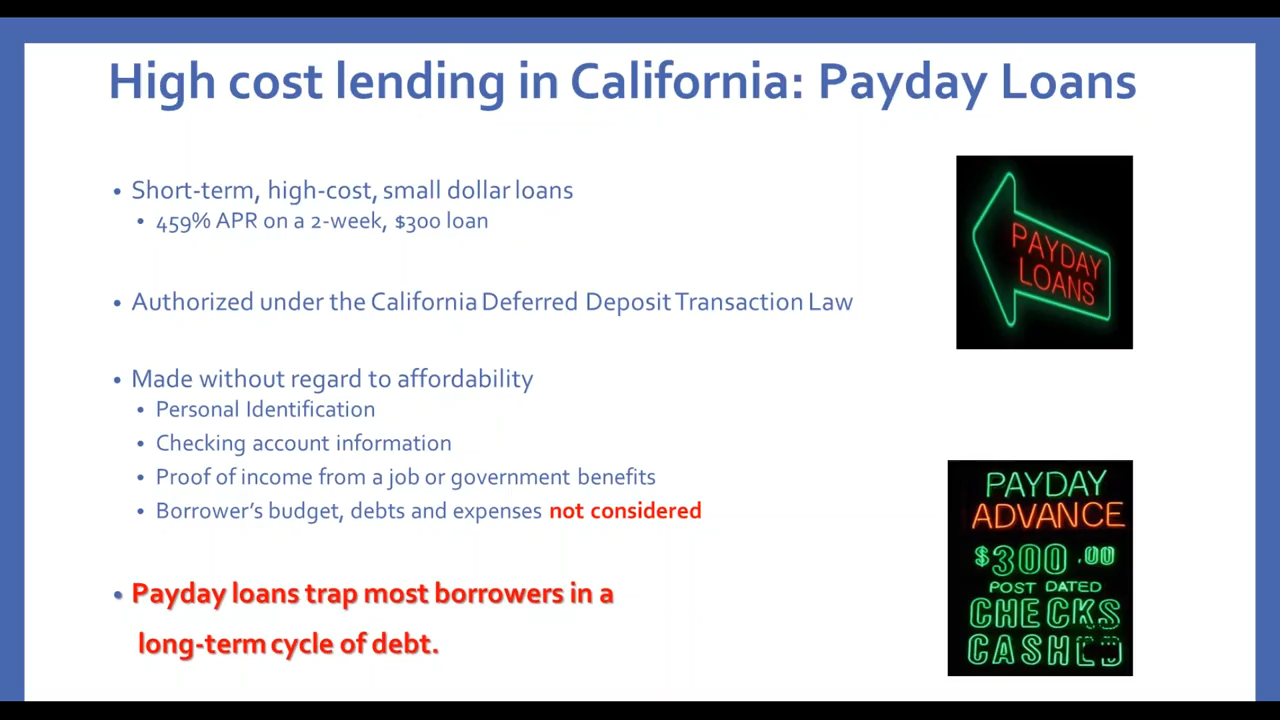 High cost lending in California: Payday Loans
• Short-term, high-cost, small dollar loans
• 459% APR on a 2-week, $300 loan
• Authorized under the California Deferred Deposit Transaction Law
• Made without regard to affordability
• Personal Identification
• Checking account information
• Proof of income from a job or government benefits
• Borrower's budget, debts and expenses not considered
• Payday loans trap most borrowers in a
long-term cycle of debt.
PAYDAY
LOANS
PAYDAY
ADVANCE
$300.00
POST DATED
CHECKS
CASHED